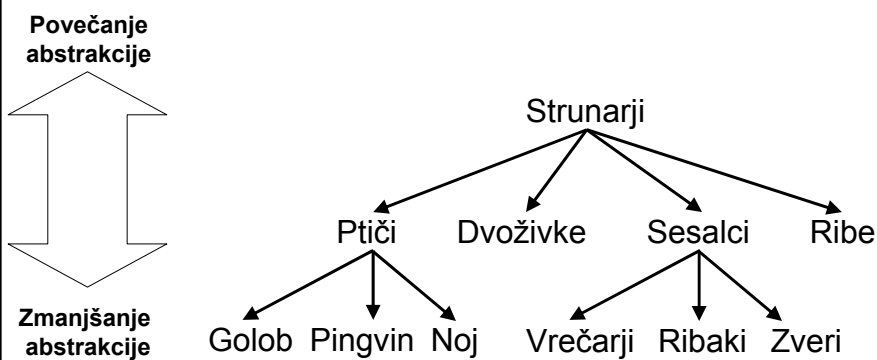 Povečanje
abstrakcije
Strunarji
Ptiči Dvoživke Sesalci Ribe
Zmanjšanje
abstrakcije
Golob Pingvin Noj Vrečarji Ribaki Zveri